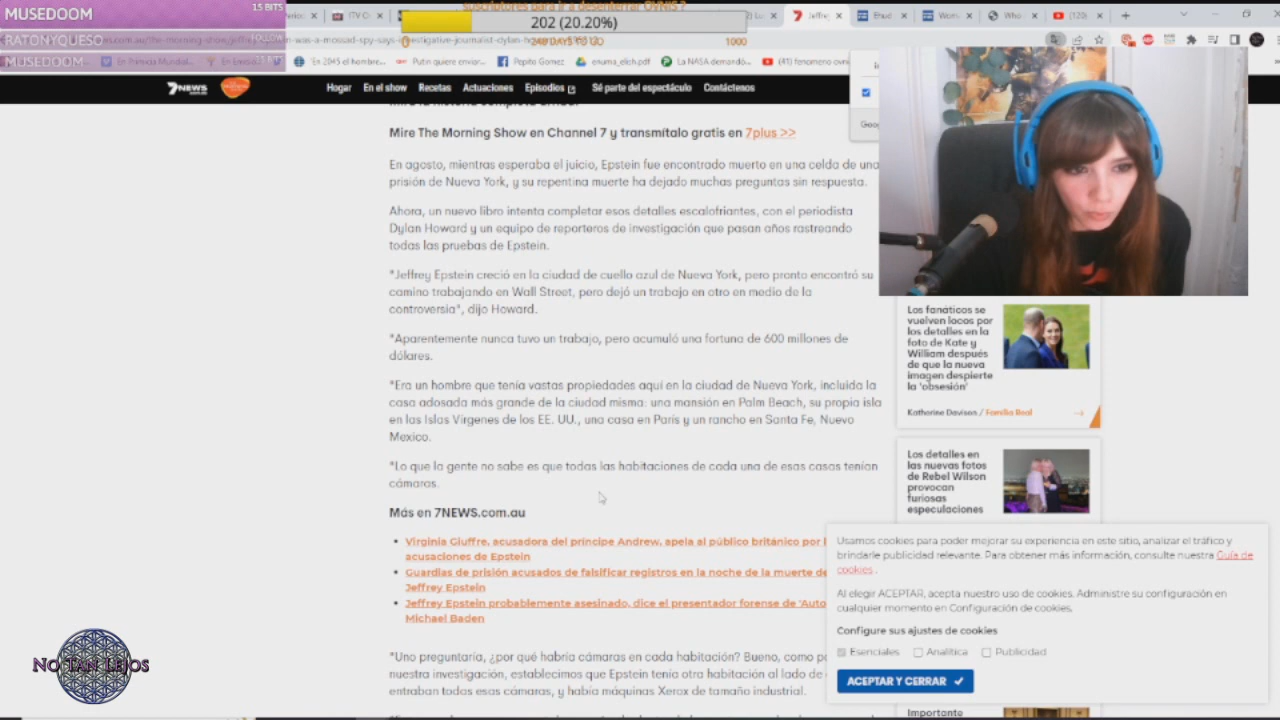 MUSEDOOM
15 BITS
RATONYQUESO
FOLLOW
MUSEDOOM
202 (20.20%)
0
1000
7NEWS
Hogar
En el show
Recetas
Actuaciones
Episodios
Sé parte del espectáculo
Contáctenos
Mire The Morning Show en Channel 7 y transmítalo gratis en 7plus >>
En agosto, mientras esperaba el juicio, Epstein fue encontrado muerto en una celda de una
prisión de Nueva York, y su repentina muerte ha dejado muchas preguntas sin respuesta.
Ahora, un nuevo libro intenta completar esos detalles escalofriantes, con el periodista
Dylan Howard y un equipo de reporteros de investigación que pasan años rastreando
todas las pruebas de Epstein.
"Jeffrey Epstein creció en la ciudad de cuello azul de Nueva York, pero pronto encontró su
camino trabajando en Wall Street, pero dejó un trabajo en otro en medio de la
controversia", dijo Howard.
"Aparentemente nunca tuvo un trabajo, pero acumuló una fortuna de 600 millones de
dólares.
"Era un hombre que tenía vastas propiedades aquí en la ciudad de Nueva York, incluida la
casa adosada más grande de la ciudad misma: una mansión en Palm Beach, su propia isla
en las Islas Vírgenes de los EE. UU., una casa en París y un rancho en Santa Fe, Nuevo
Mexico.
"Lo que la gente no sabe es que todas las habitaciones de cada una de esas casas tenían
cámaras.
Más en 7NEWS.com.au
Virginia Giuffre, acusadora del príncipe Andrew, apela al público británico por
acusaciones de Epstein
Guardias de prisión acusados de falsificar registros en la noche de la muerte de
Jeffrey Epstein
Jeffrey Epstein probablemente asesinado, dice el presentador forense de 'Auto
Michael Baden
"Uno preguntaría, ¿por qué habría cámaras en cada habitación? Bueno, como
nuestra investigación, establecimos que Epstein tenía otra habitación al lado de
entraban todas esas cámaras, y había máquinas Xerox de tamaño industrial.
Los fanáticos se
vuelven locos por
los detalles en la
foto de Kate y
William después
de que la nueva
imagen despierte
la 'obsesión'
Katherine Davison / Familia Real
Los detalles en
las nuevas fotos
de Rebel Wilson
provocan
furiosas
especulaciones
Usamos cookies para poder mejorar su experiencia en este sitio, analizar el tráfico y
brindarle publicidad relevante. Para obtener más información, consulte nuestra Guía de
cookies .
Al elegir ACEPTAR, acepta nuestro uso de cookies. Administre su configuración en
cualquier momento en Configuración de cookies.
Configure sus ajustes de cookies
Esenciales
Analítica
Publicidad
ACEPTAR Y CERRAR
Importante
NO TAN LEJOS